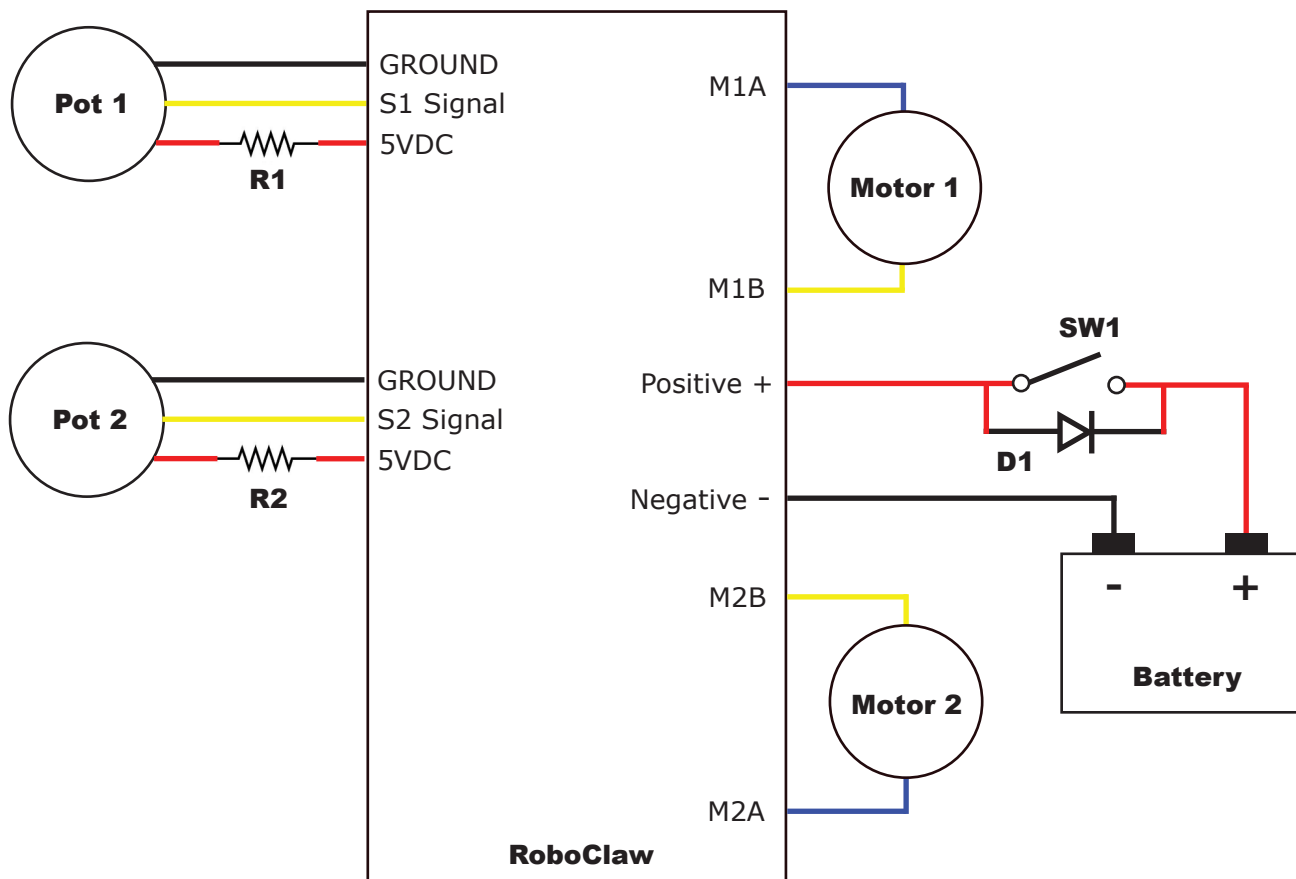 Pot 1
GROUND
S1 Signal
5VDC
R1
M1A
Motor 1
M1B
SW1
Positive +
D1
Pot 2
GROUND
S2 Signal
5VDC
R2
Negative -
- +
Battery
M2B
Motor 2
M2A
RoboClaw